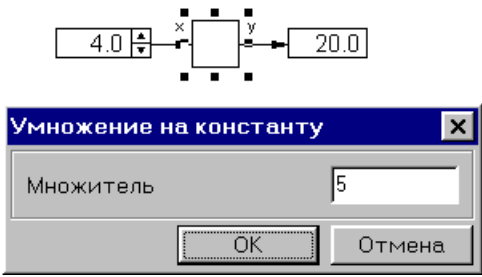 x y
4.0 20.0
Умножение на константу
Множитель 5
OK Отмена